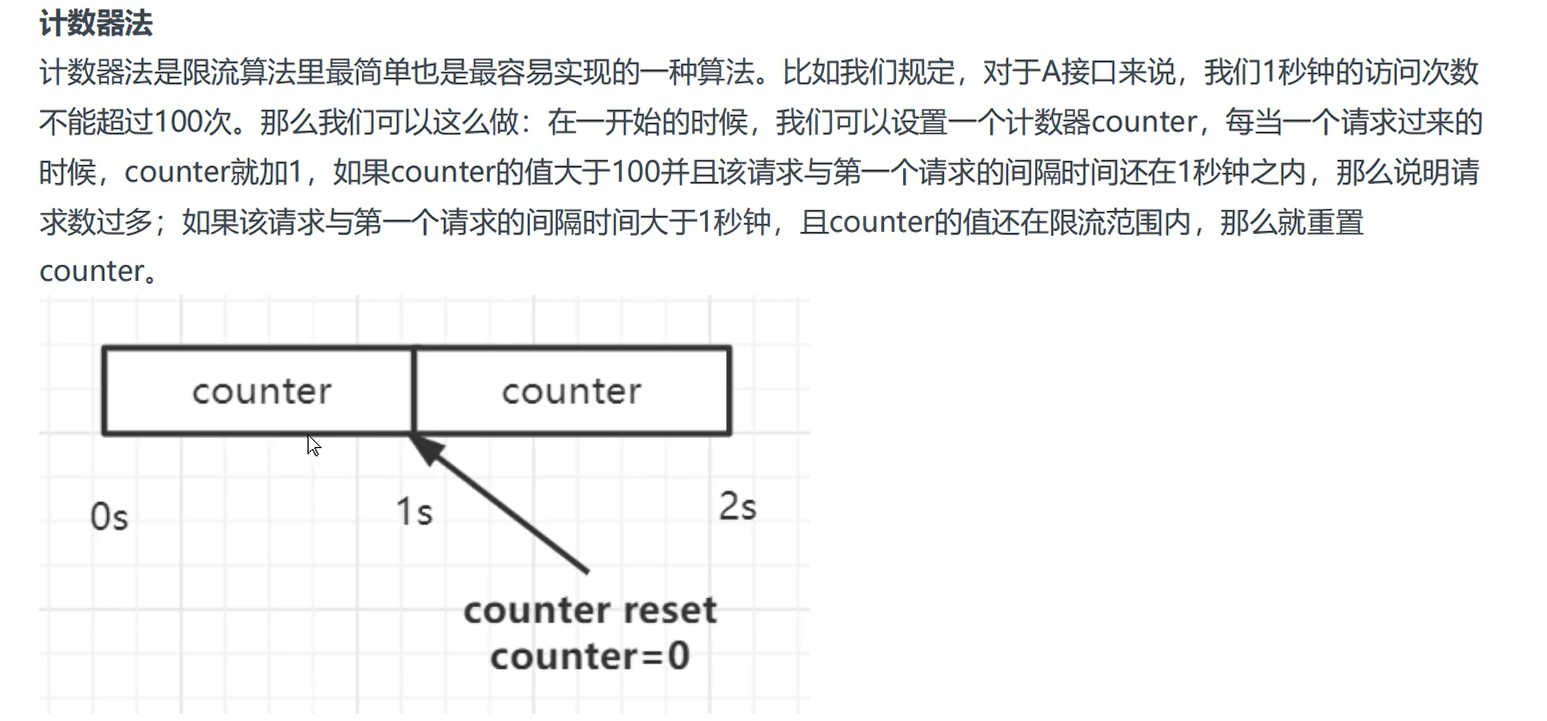 计数器法
计数器法是限流算法里最简单也是最容易实现的一种算法。比如我们规定，对于A接口来说，我们1秒钟的访问次数
不能超过100次。那么我们可以这么做：在一开始的时候，我们可以设置一个计数器counter，每当一个请求过来的
时候，counter就加1，如果counter的值大于100并且该请求与第一个请求的间隔时间还在1秒钟之内，那么说明请
求数过多；如果该请求与第一个请求的间隔时间大于1秒钟，且counter的值还在限流范围内，那么就重置
counter。
counter counter
0s 1s 2s
counter reset
counter=0